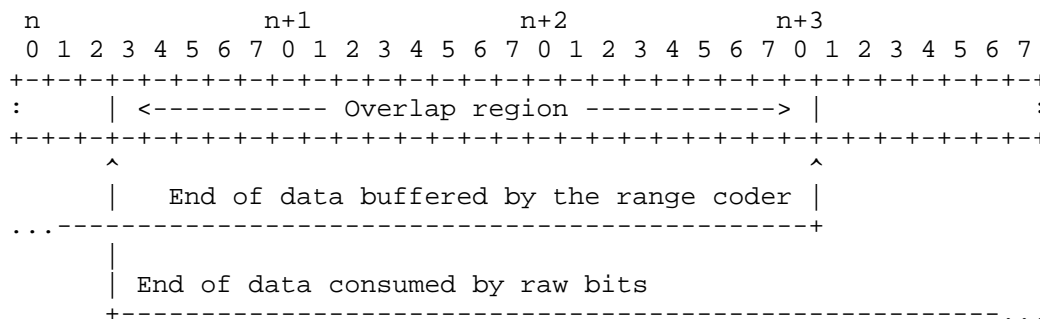 n               n+1              n+2              n+3
 0 1 2 3 4 5 6 7 0 1 2 3 4 5 6 7 0 1 2 3 4 5 6 7 0 1 2 3 4 5 6 7
+-+-+-+-+-+-+-+-+-+-+-+-+-+-+-+-+-+-+-+-+-+-+-+-+-+-+-+-+-+-+-+-+
:     | <----------- Overlap region ------------> |             :
+-+-+-+-+-+-+-+-+-+-+-+-+-+-+-+-+-+-+-+-+-+-+-+-+-+-+-+-+-+-+-+-+
      ^                                           ^
      |   End of data buffered by the range coder |
...-----------------------------------------------+
      |
      | End of data consumed by raw bits
      +-------------------------------------------------------...